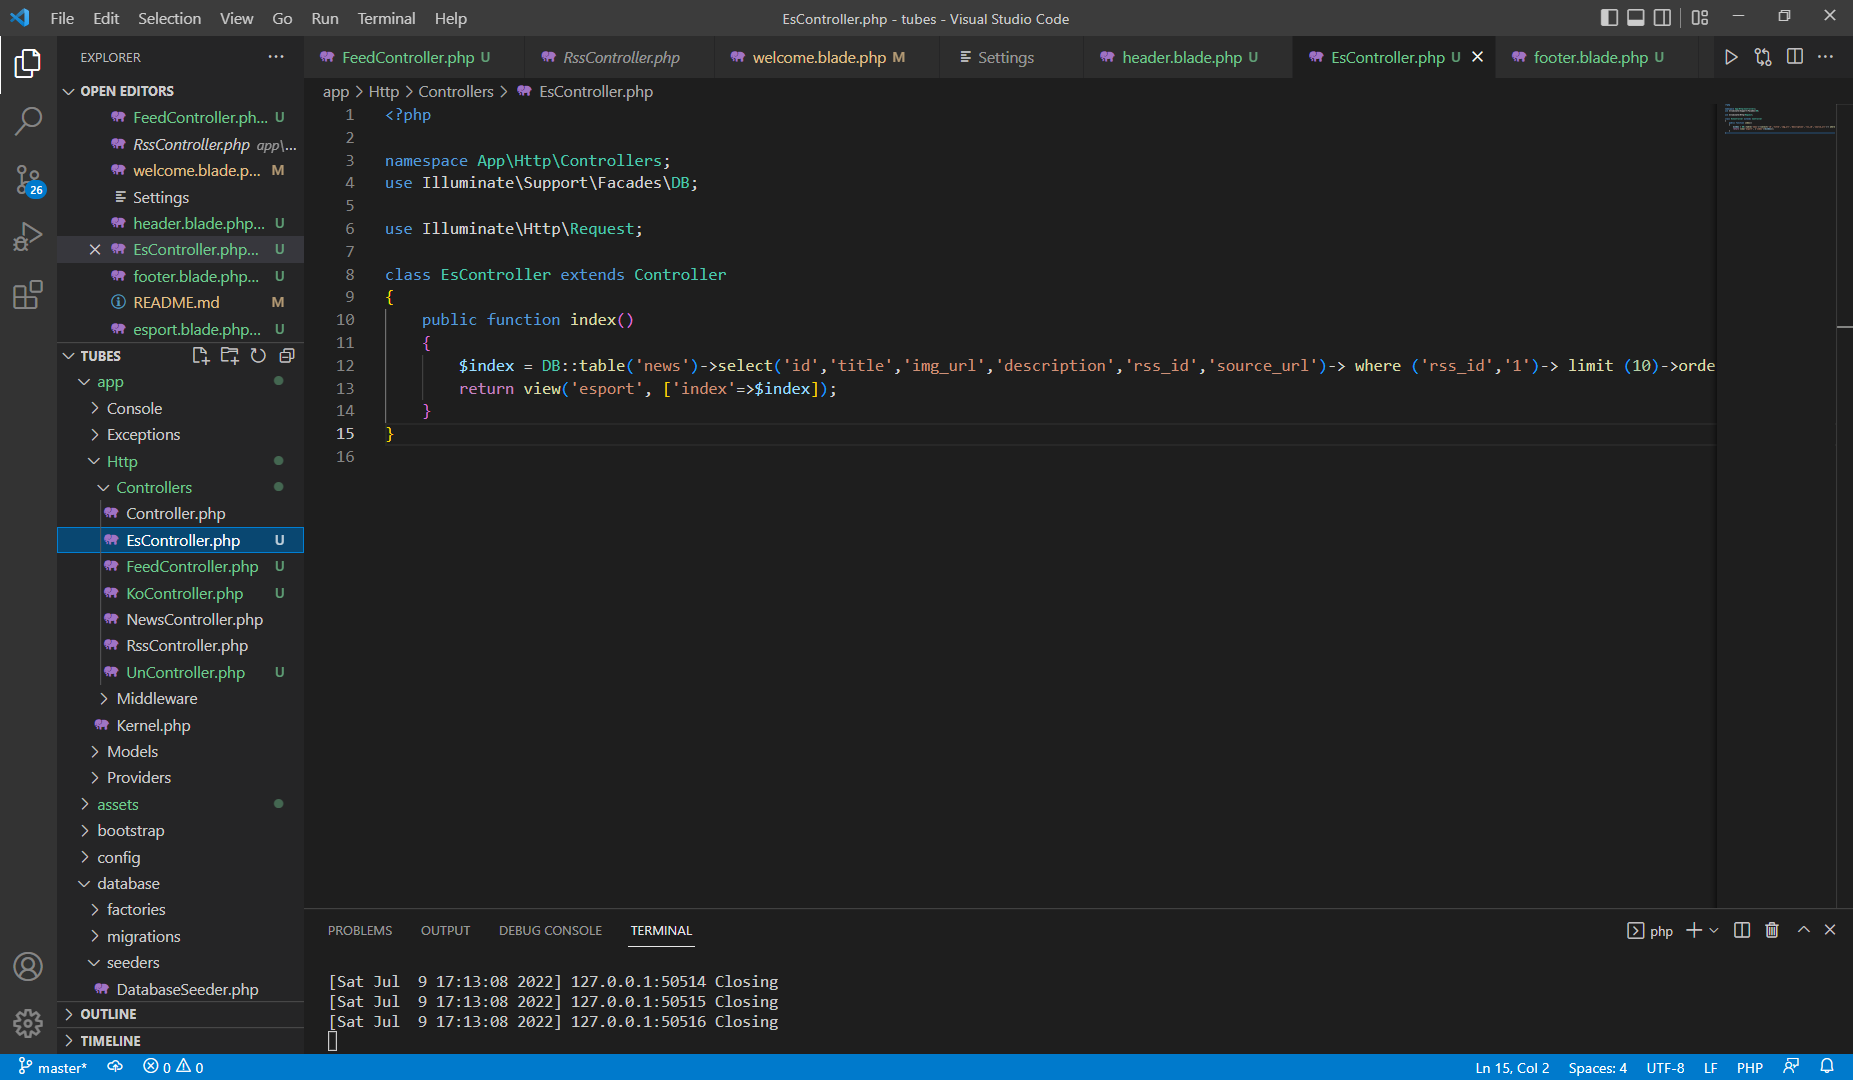 File Edit Selection View Go Run Terminal Help
EsController.php - tubes - Visual Studio Code
EXPLORER
OPEN EDITORS
FeedController.ph... U
RssController.php app\...
welcome.blade.p... M
Settings
header.blade.php... U
EsController.php... U
footer.blade.php... U
README.md M
esport.blade.php... U
TUBES
app
Console
Exceptions
Http
Controllers
Controller.php
EsController.php U
FeedController.php U
KoController.php U
NewsController.php
RssController.php
UnController.php U
Middleware
Kernel.php
Models
Providers
assets
bootstrap
config
database
factories
migrations
seeders
DatabaseSeeder.php
OUTLINE
TIMELINE
26
FeedController.php U RssController.php welcome.blade.php M Settings header.blade.php U EsController.php U footer.blade.php U
app > Http > Controllers > EsController.php
1 <?php
2
3 namespace App\Http\Controllers;
4 use Illuminate\Support\Facades\DB;
5
6 use Illuminate\Http\Request;
7
8 class EsController extends Controller
9 {
10 public function index()
11 {
12 $index = DB::table('news')->select('id','title','img_url','description','rss_id','source_url')-> where ('rss_id','1')-> limit (10)->orde
13 return view('esport', ['index'=>$index]);
14 }
15 }
16
PROBLEMS OUTPUT DEBUG CONSOLE TERMINAL
php
[Sat Jul  9 17:13:08 2022] 127.0.0.1:50514 Closing
[Sat Jul  9 17:13:08 2022] 127.0.0.1:50515 Closing
[Sat Jul  9 17:13:08 2022] 127.0.0.1:50516 Closing
master* 0 0 Ln 15, Col 2 Spaces: 4 UTF-8 LF PHP